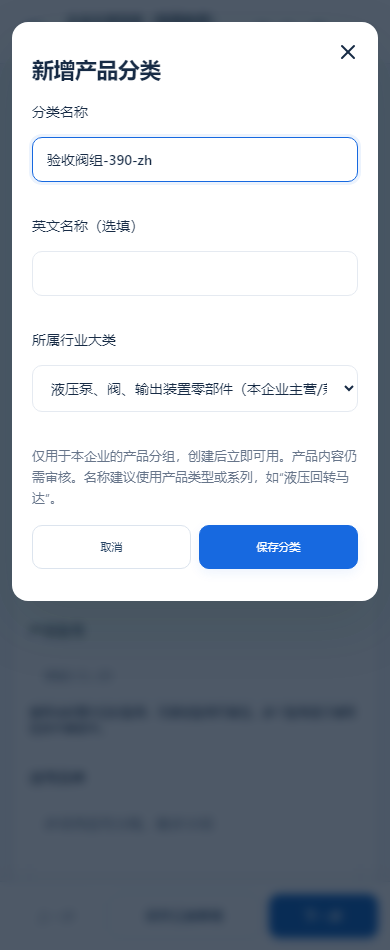 新增产品分类
分类名称
验收阀组-390-zh
英文名称（选填）
所属行业大类
液压泵、阀、输出装置零部件（本企业主营/
仅用于本企业的产品分组，创建后立即可用。产品内容仍
需审核。名称建议使用产品类型或系列，如“液压回转马
达”。
取消
保存分类